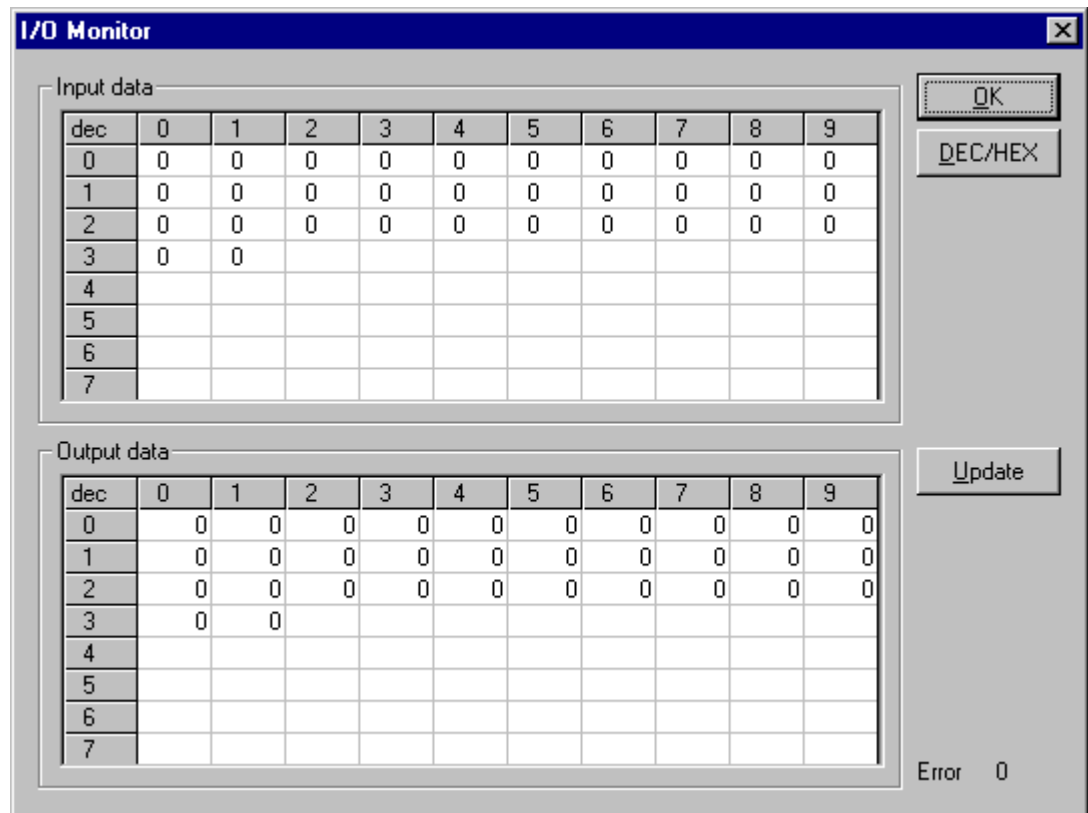 I/O Monitor
Input data
OK
DEC/HEX
dec 0 1 2 3 4 5 6 7 8 9
0 0 0 0 0 0 0 0 0 0 0
1 0 0 0 0 0 0 0 0 0 0
2 0 0 0 0 0 0 0 0 0 0
3 0 0
4
5
6
7
Output data
Update
dec 0 1 2 3 4 5 6 7 8 9
0 0 0 0 0 0 0 0 0 0 0
1 0 0 0 0 0 0 0 0 0 0
2 0 0 0 0 0 0 0 0 0 0
3 0 0
4
5
6
7
Error 0